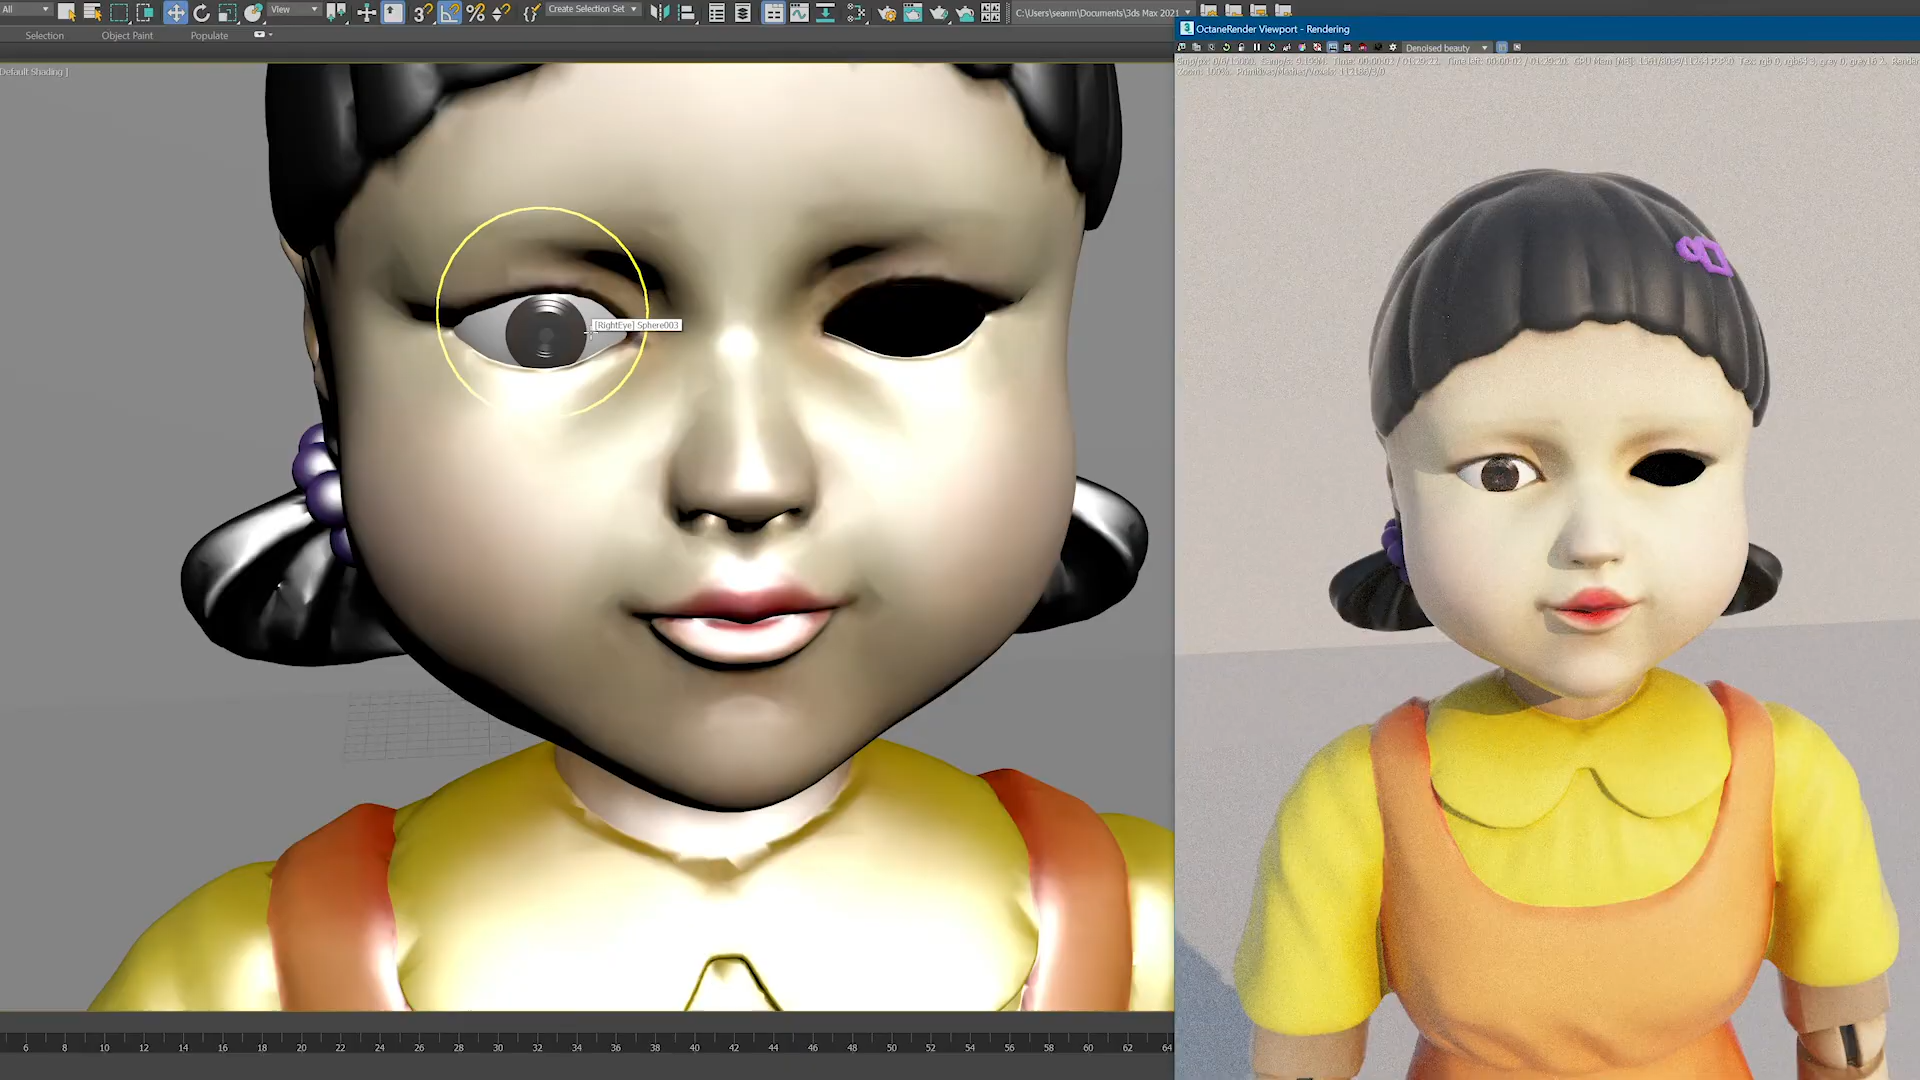 All
View
Create Selection Set
C:\Users\seanm\Documents\3ds Max 2021
Selection
Object Paint
Populate
Default Shading ]
[RightEye] Sphere003
6 8 10 12 14 16 18 20 22 24 26 28 30 32 34 36 38 40 42 44 46 48 50 52 54 56 58 60 62 64
3 OctaneRender Viewport - Rendering
Denoised beauty